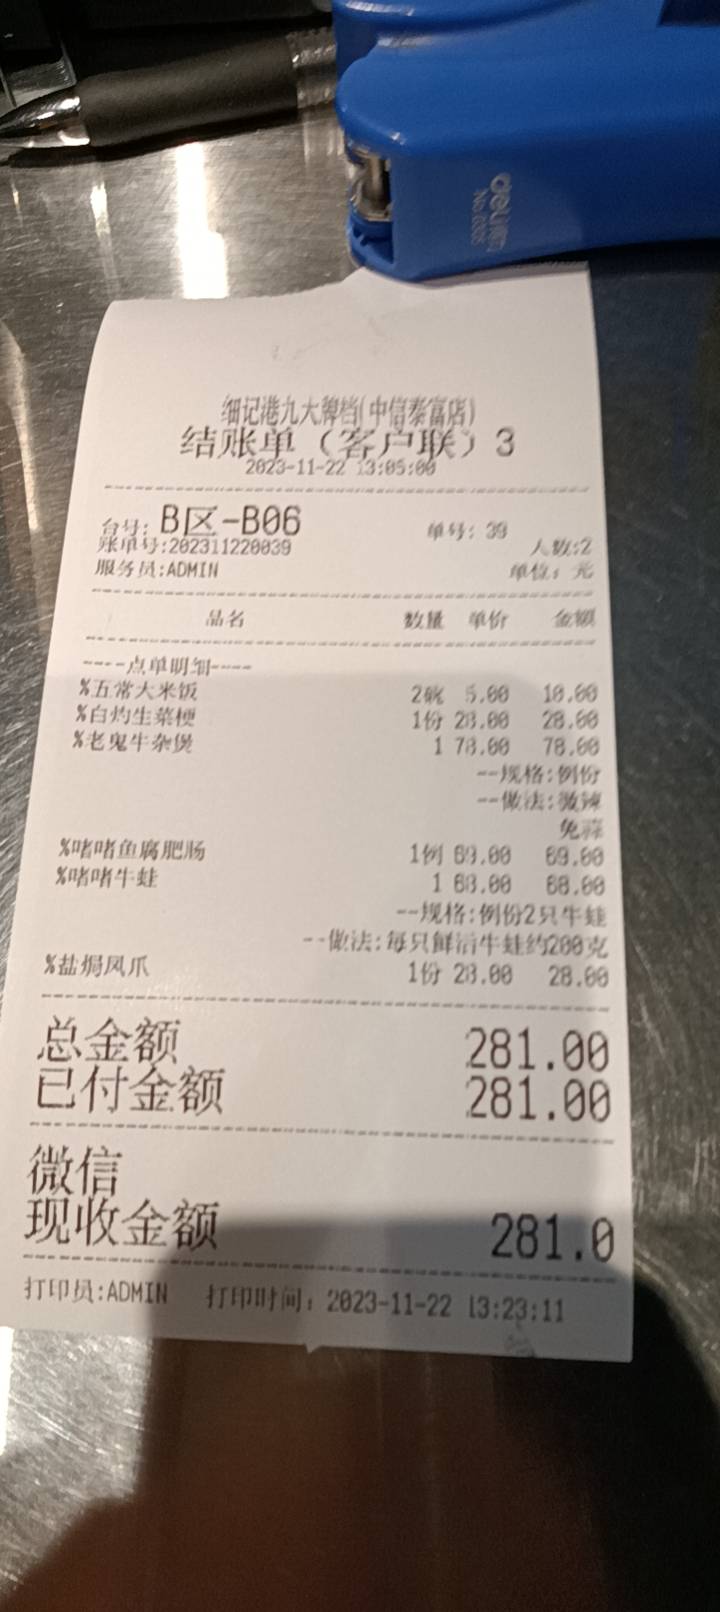 deli 得力
No.0305
细记港九大牌档(中信泰富店)
结账单（客户联）3
2023-11-22 13:05:00
台号: B区-B06 单号: 39
账单号:202311220039 人数:2
服务员:ADMIN 单位: 元
品名 数量 单价 金额
----点单明细----
%五常大米饭 2碗 5.00 10.00
%白灼生菜梗 1份 28.00 28.00
%老鬼牛杂煲 1 78.00 78.00
--规格:例份
--做法:微辣
免蒜
%啫啫鱼腐肥肠 1例 69.00 69.00
%啫啫牛蛙 1 68.00 68.00
--规格:例份2只牛蛙
--做法:每只鲜活牛蛙约200克
%盐焗凤爪 1份 28.00 28.00
总金额 281.00
已付金额 281.00
微信
现收金额 281.0
打印员:ADMIN 打印时间: 2023-11-22 13:23:11